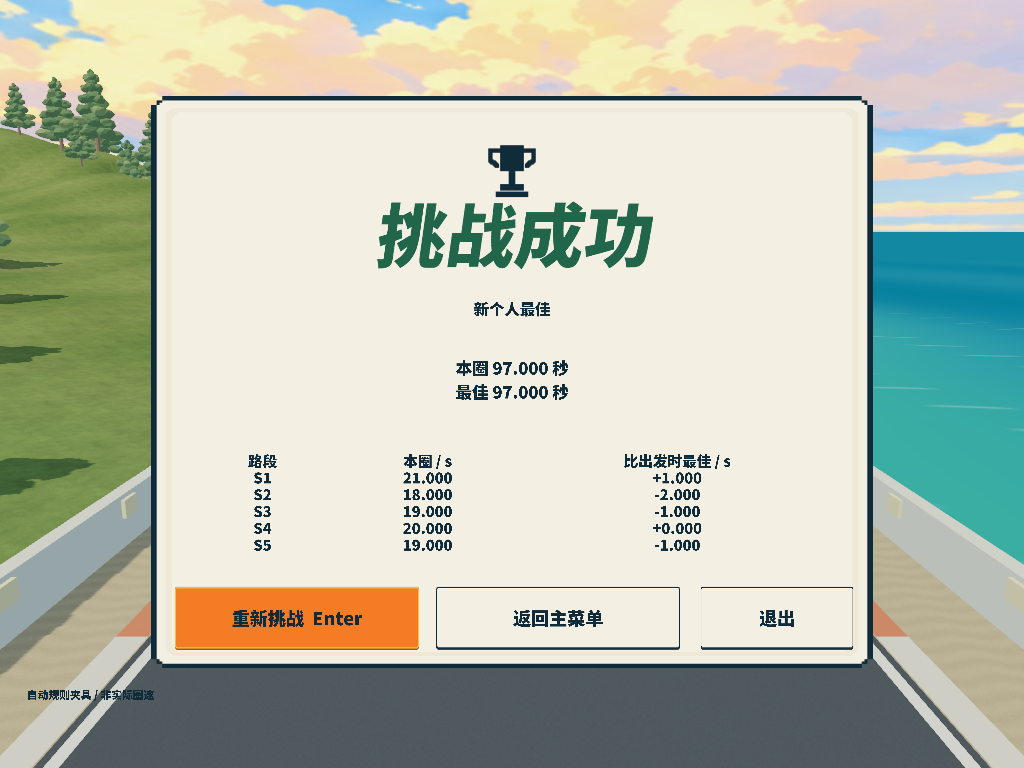 挑战成功
新个人最佳
本圈 97.000 秒
最佳 97.000 秒
路段 本圈 / s 比出发时最佳 / s
S1 21.000 +1.000
S2 18.000 -2.000
S3 19.000 -1.000
S4 20.000 +0.000
S5 19.000 -1.000
重新挑战 Enter 返回主菜单 退出
自动规则夹具 / 非实际圈速